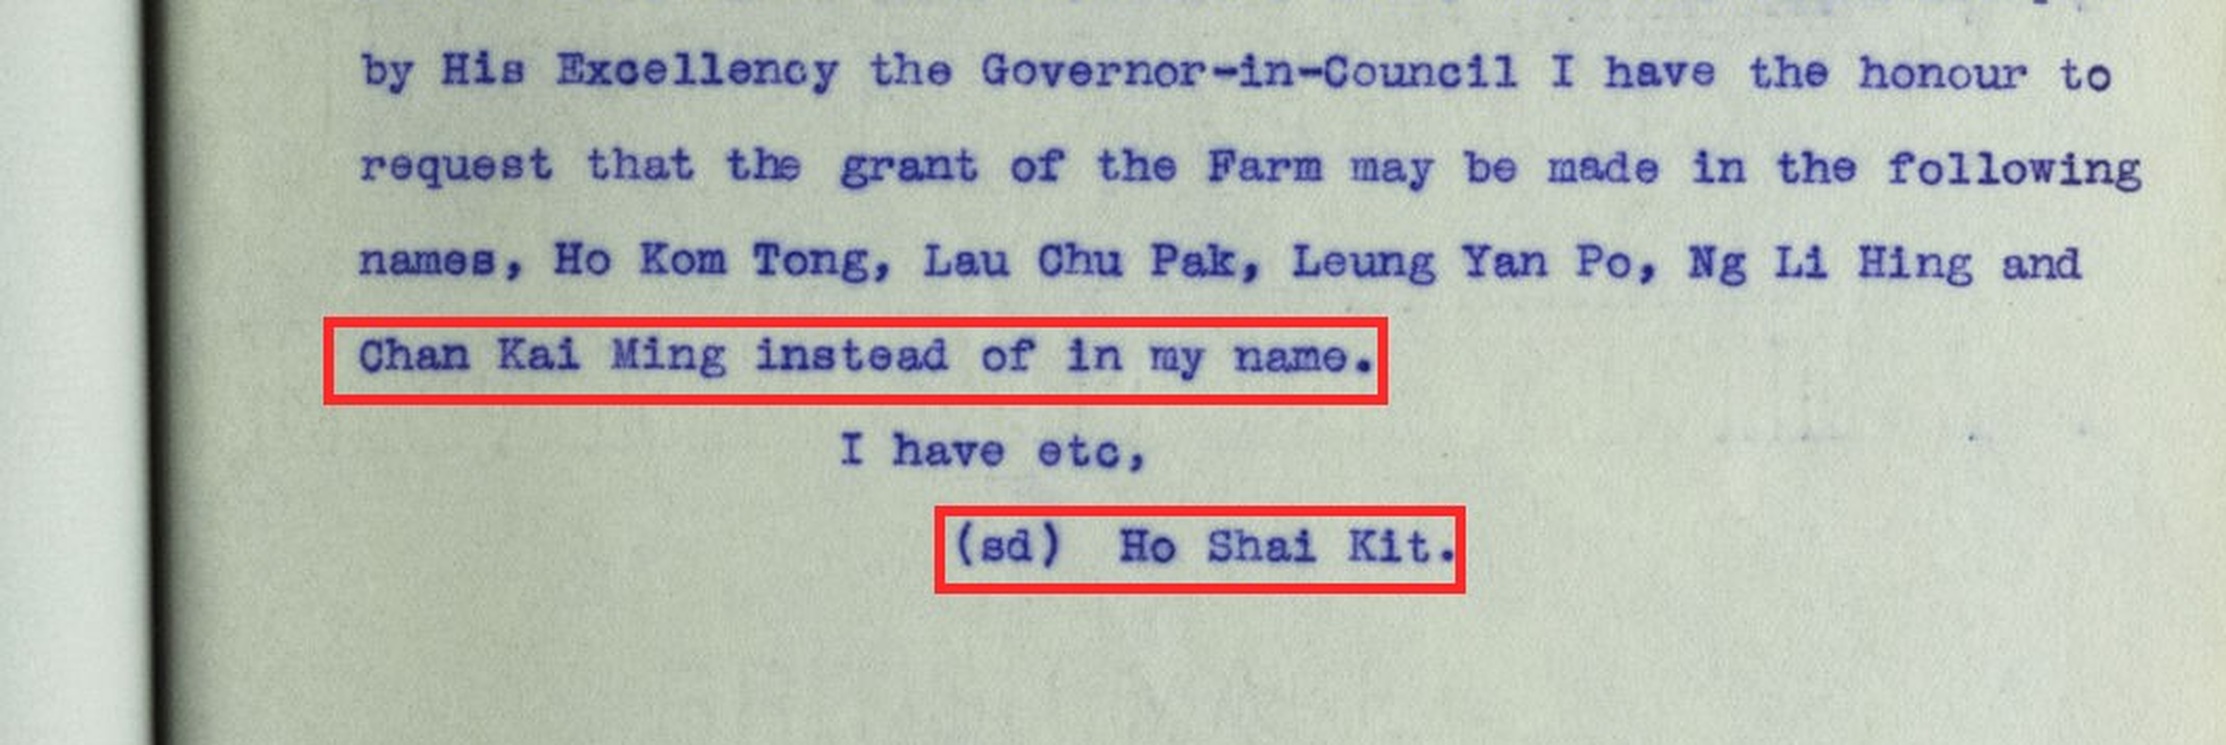 by His Excellency the Governor-in-Council I have the honour to
request that the grant of the Farm may be made in the following
names, Ho Kom Tong, Lau Chu Pak, Leung Yan Po, Ng Li Hing and
Chan Kai Ming instead of in my name.
I have etc,
(sd) Ho Shai Kit.